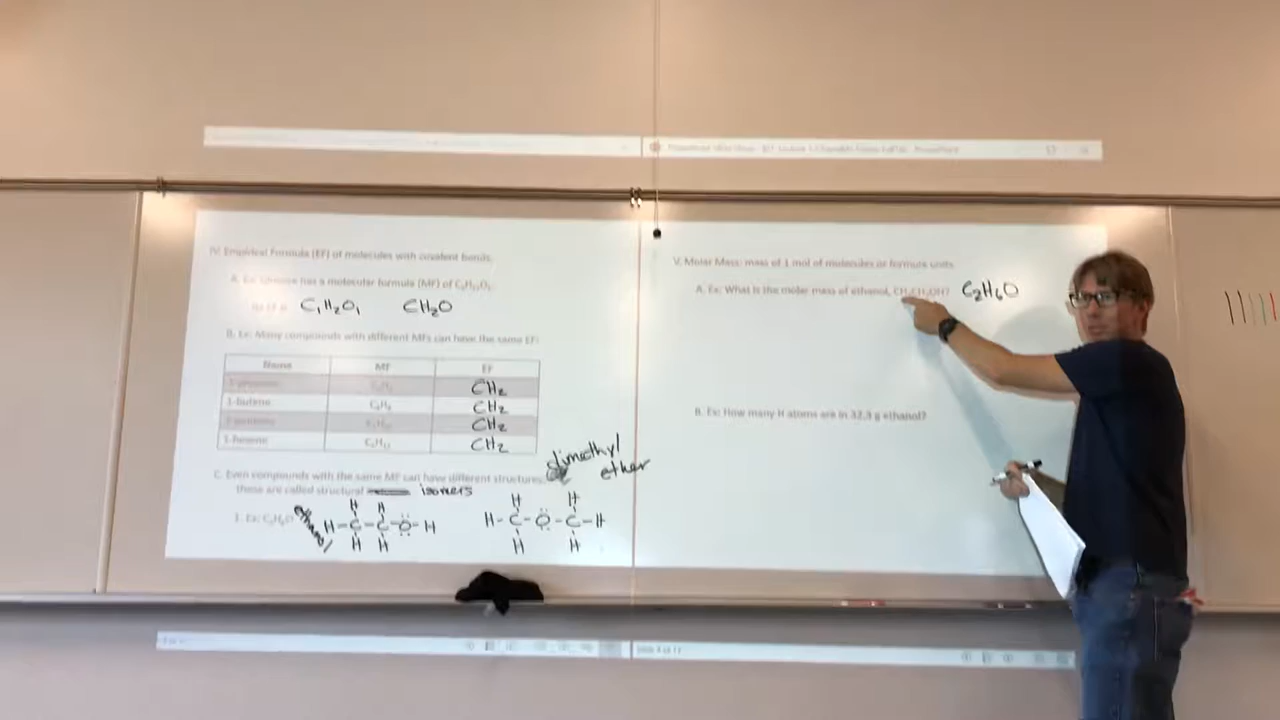 IV. Empirical Formula (EF) of molecules with covalent bonds.
A. Ex: has a molecular formula (MF) of
C₁H₂O₁ CH₂O
B. Ex: Many compounds with different MFs can have the same EF:
Name MF EF
CH₂
1-butene C₄H₈ CH₂
CH₂
1-hexene C₆H₁₂ CH₂
C. Even compounds with the same MF can have different structures;
these are called structural isomers
1. Ex: C₂H₆O
ethanol
H H
H-C-C-Ö-H
H H
dimethyl
ether
H H
H-C-Ö-C-H
H H
V. Molar Mass: mass of 1 mol of molecules or formula units
A. Ex: What is the molar mass of ethanol, CH₃CH₂OH? C₂H₆O
B. Ex: How many H atoms are in 32.3 g ethanol?